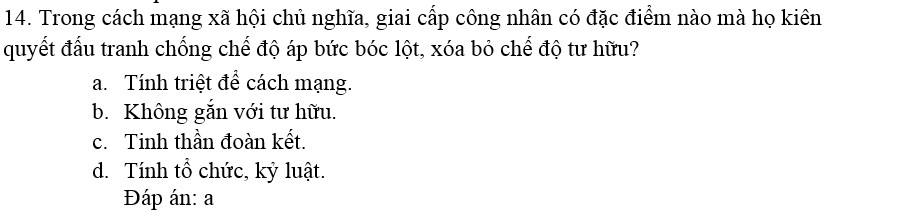 14. Trong cách mạng xã hội chủ nghĩa, giai cấp công nhân có đặc điểm nào mà họ kiên
quyết đấu tranh chống chế độ áp bức bóc lột, xóa bỏ chế độ tư hữu?
a. Tính triệt để cách mạng.
b. Không gắn với tư hữu.
c. Tinh thần đoàn kết.
d. Tính tổ chức, kỷ luật.
Đáp án: a